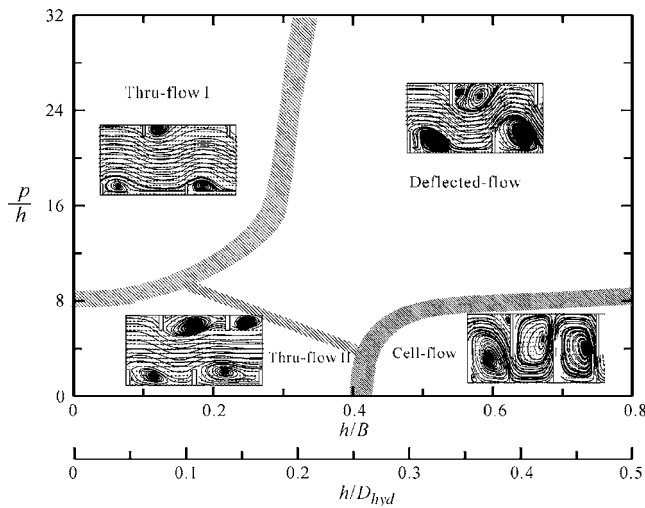 32
24
16
8
0
p
h
Thru-flow I
Deflected-flow
Thru-flow II
Cell-flow
0 0.2 0.4 0.6 0.8
h/B
0 0.1 0.2 0.3 0.4 0.5
h/D_hyd